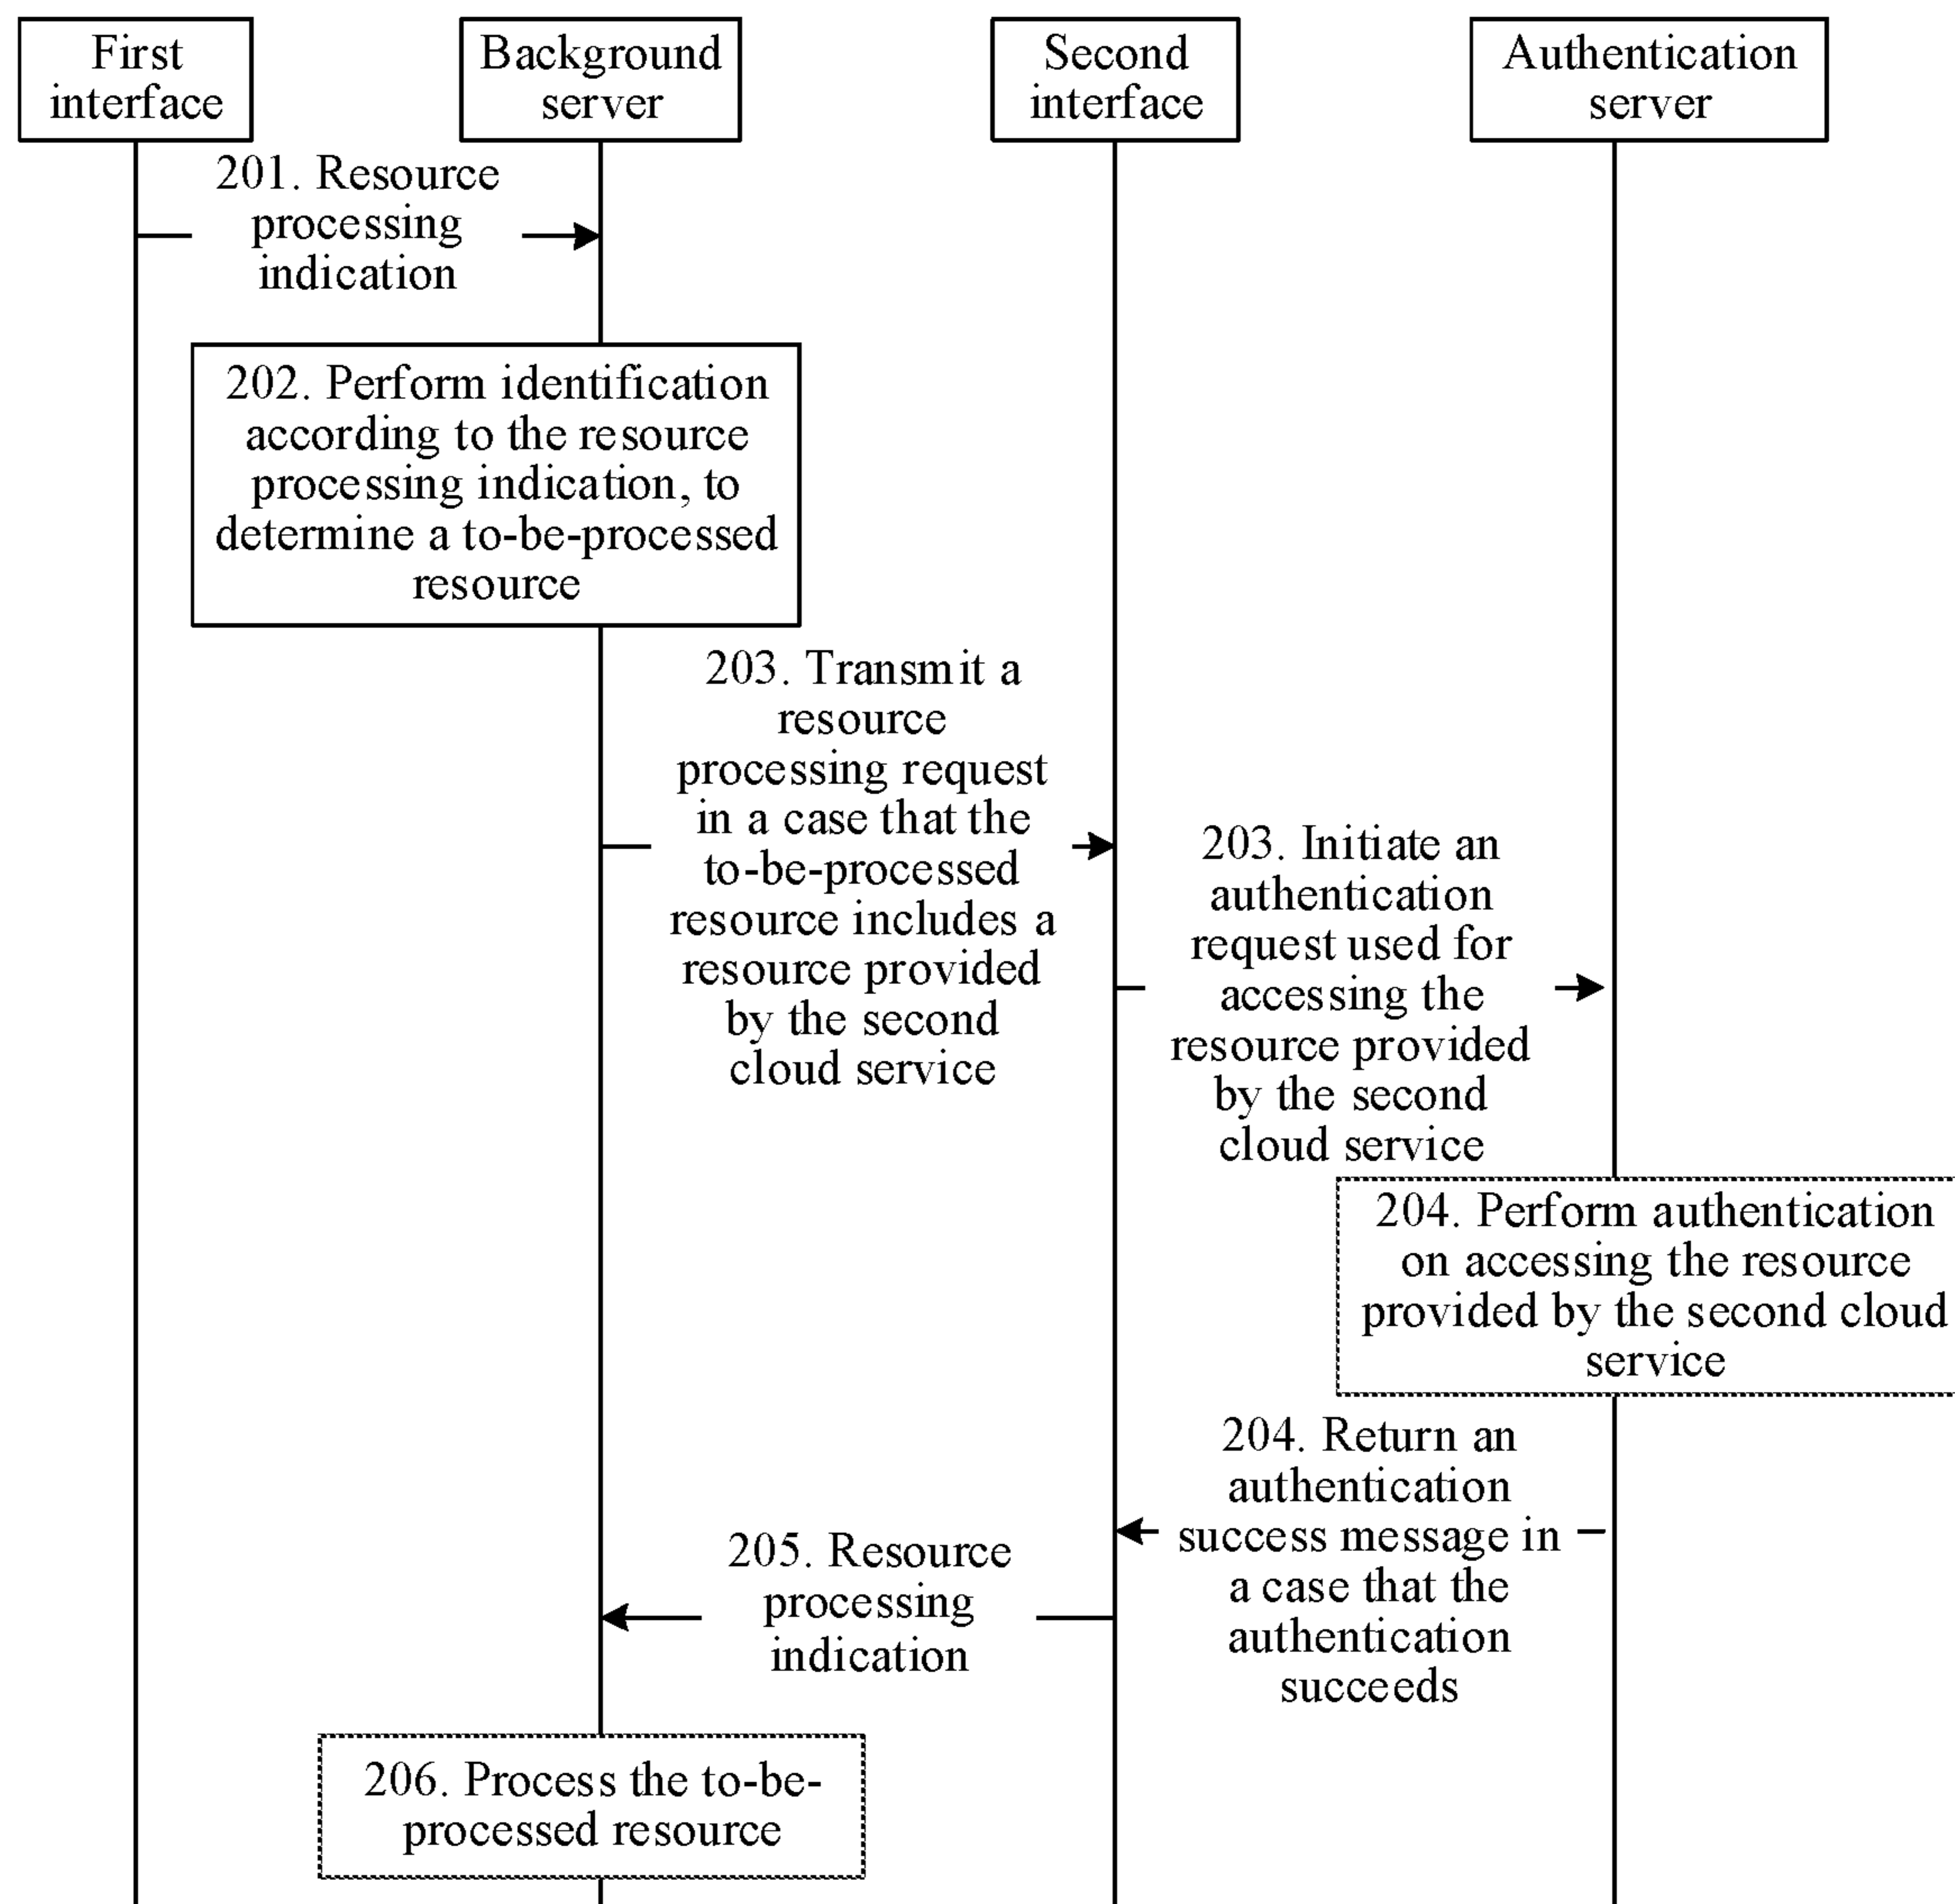 First
interface
Background
server
Second
interface
Authentication
server
201. Resource
processing
indication
202. Perform identification
according to the resource
processing indication, to
determine a to-be-processed
resource
203. Transmit a
resource
processing request
in a case that the
to-be-processed
resource includes a
resource provided
by the second
cloud service
203. Initiate an
authentication
request used for
accessing the
resource provided
by the second
cloud service
204. Perform authentication
on accessing the resource
provided by the second cloud
service
204. Return an
authentication
success message in
a case that the
authentication
succeeds
205. Resource
processing
indication
206. Process the to-be-
processed resource